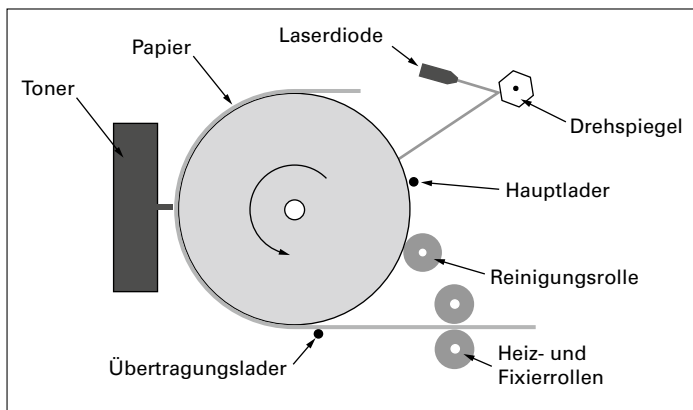 Laserdiode
Papier
Toner
Drehspiegel
Hauptlader
Reinigungsrolle
Übertragungslader
Heiz- und
Fixierrollen